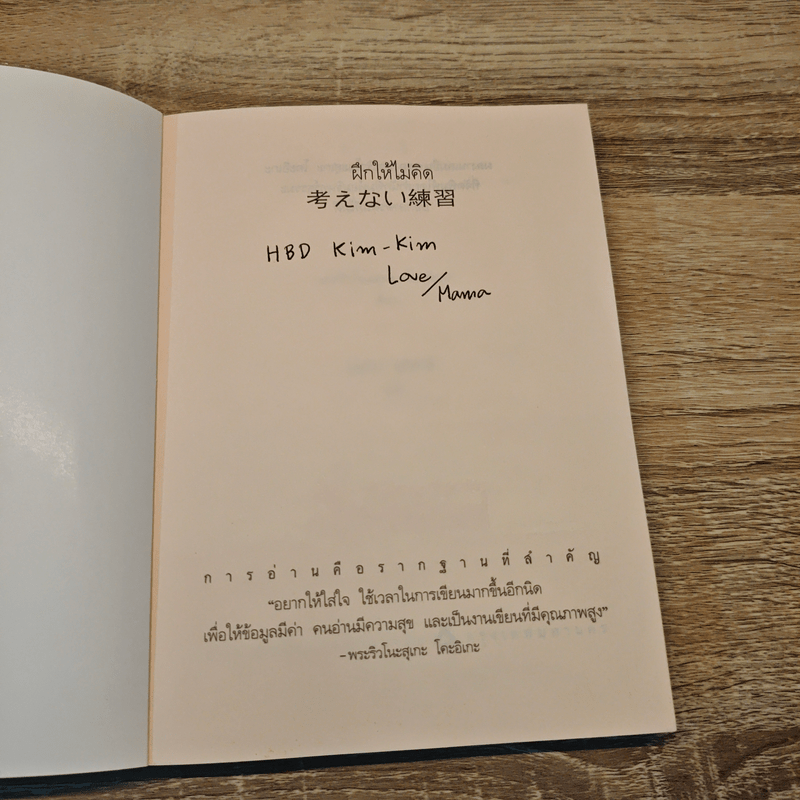 ฝึกให้ไม่คิด
考えない練習
HBD Kim-Kim
Love/Mama
การอ่านคือรากฐานที่สำคัญ
“อยากให้ใส่ใจ ใช้เวลาในการเขียนมากขึ้นอีกนิด
เพื่อให้ข้อมูลมีค่า คนอ่านมีความสุข และเป็นงานเขียนที่มีคุณภาพสูง”
–พระริวโนะสุเกะ โคะอิเกะ